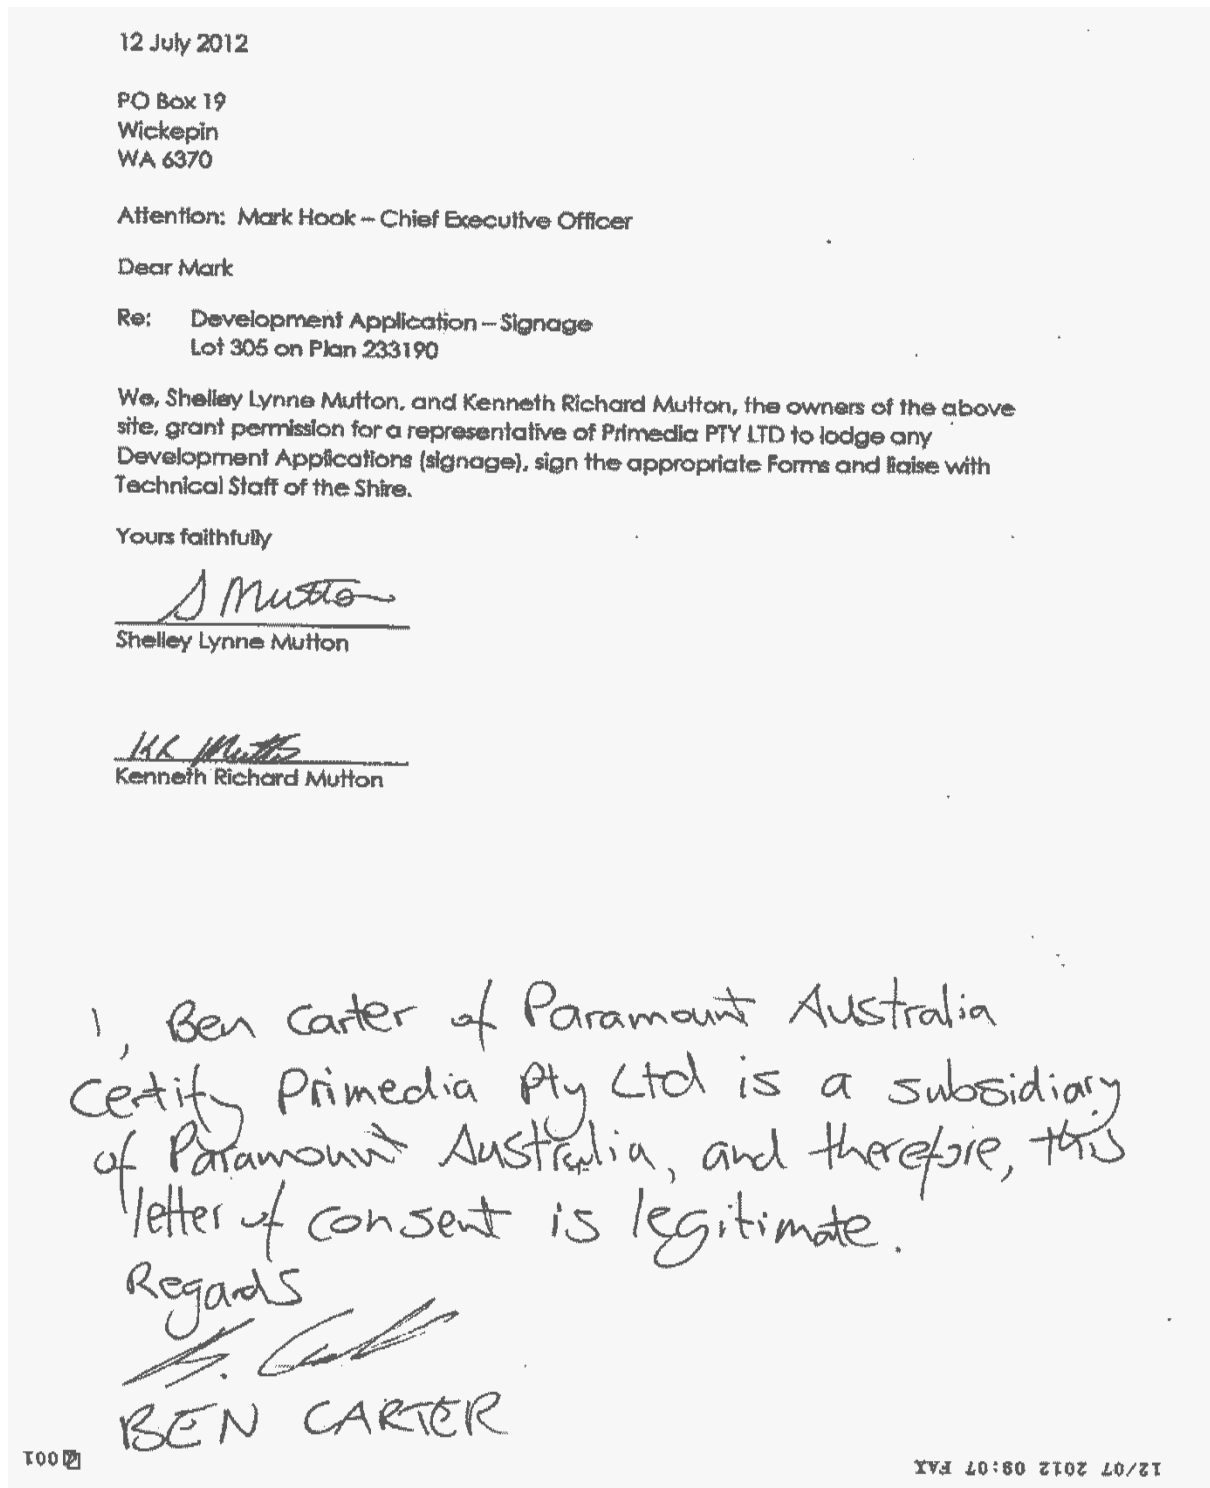 12 July 2012
PO Box 19
Wickepin
WA 6370
Attention: Mark Hook – Chief Executive Officer
Dear Mark
Re: Development Application – Signage
Lot 305 on Plan 233190
We, Shelley Lynne Mutton, and Kenneth Richard Mutton, the owners of the above
site, grant permission for a representative of Primedia PTY LTD to lodge any
Development Applications (signage), sign the appropriate Forms and liaise with
Technical Staff of the Shire.
Yours faithfully
S Mutton
Shelley Lynne Mutton
KR Mutton
Kenneth Richard Mutton
I, Ben Carter of Paramount Australia
certify Primedia Pty Ltd is a subsidiary
of Paramount Australia, and therefore, this
letter of consent is legitimate.
Regards
B. Carter
BEN CARTER
12/07 2012 09:07 FAX
001